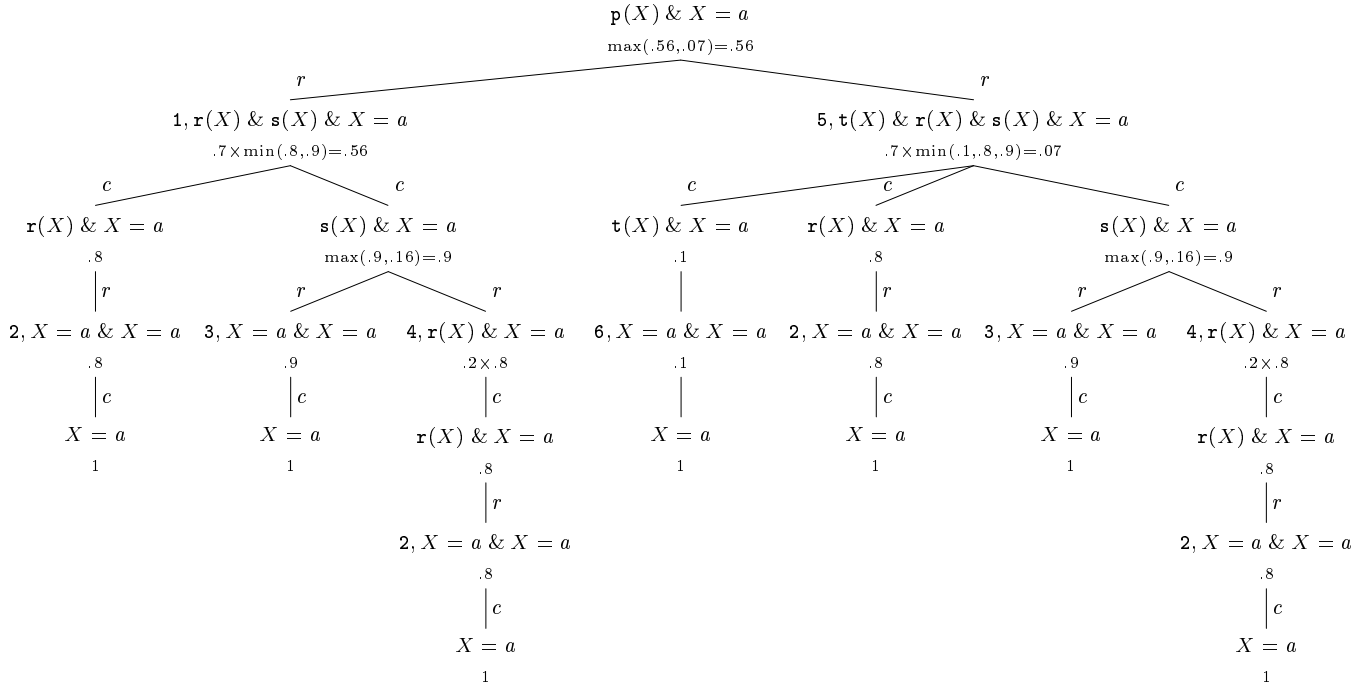 p(X) & X = a
max(.56,.07)=.56
r r
1, r(X) & s(X) & X = a 5, t(X) & r(X) & s(X) & X = a
.7×min(.8,.9)=.56 .7×min(.1,.8,.9)=.07
c c c c c
r(X) & X = a s(X) & X = a t(X) & X = a r(X) & X = a s(X) & X = a
.8 max(.9,.16)=.9 .1 .8 max(.9,.16)=.9
r r r r r r
2, X = a & X = a 3, X = a & X = a 4, r(X) & X = a 6, X = a & X = a 2, X = a & X = a 3, X = a & X = a 4, r(X) & X = a
.8 .9 .2×.8 .1 .8 .9 .2×.8
c c c c c c
X = a X = a r(X) & X = a X = a X = a X = a r(X) & X = a
1 1 .8 1 1 1 .8
r r
2, X = a & X = a 2, X = a & X = a
.8 .8
c c
X = a X = a
1 1